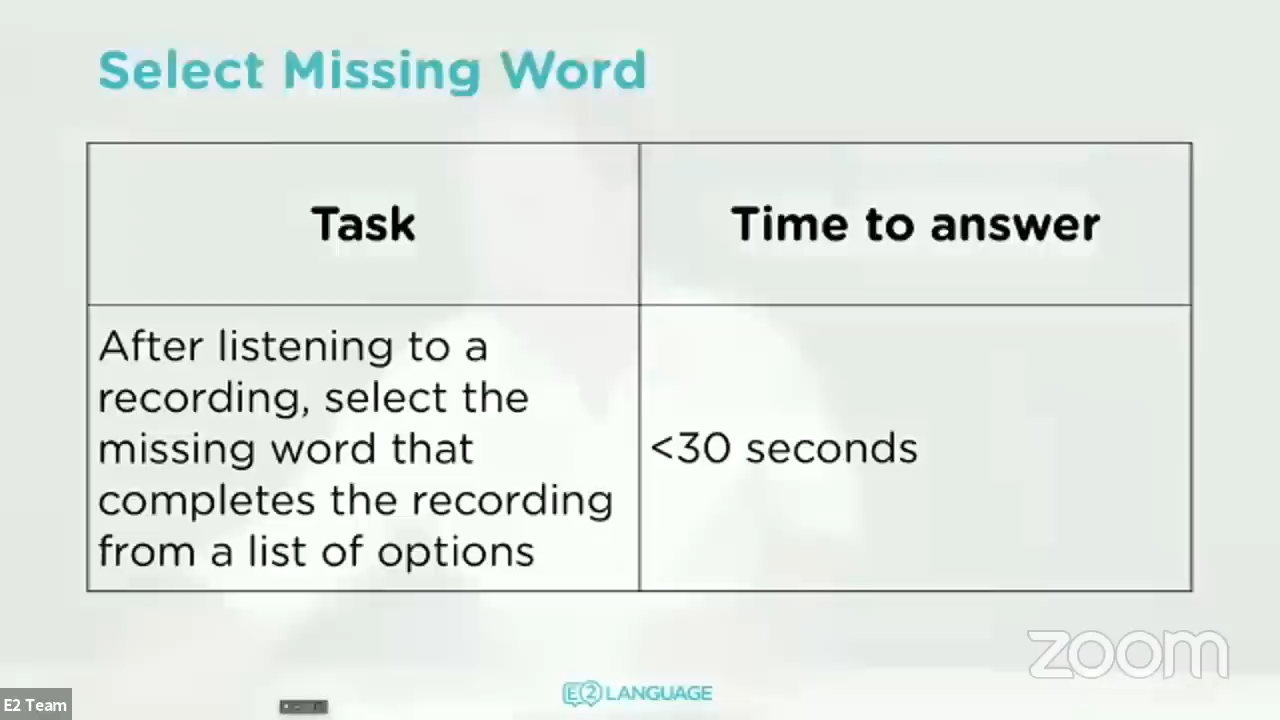 Select Missing Word
Task
Time to answer
After listening to a
recording, select the
missing word that
completes the recording
from a list of options
<30 seconds
zoom
E2 LANGUAGE
E2 Team